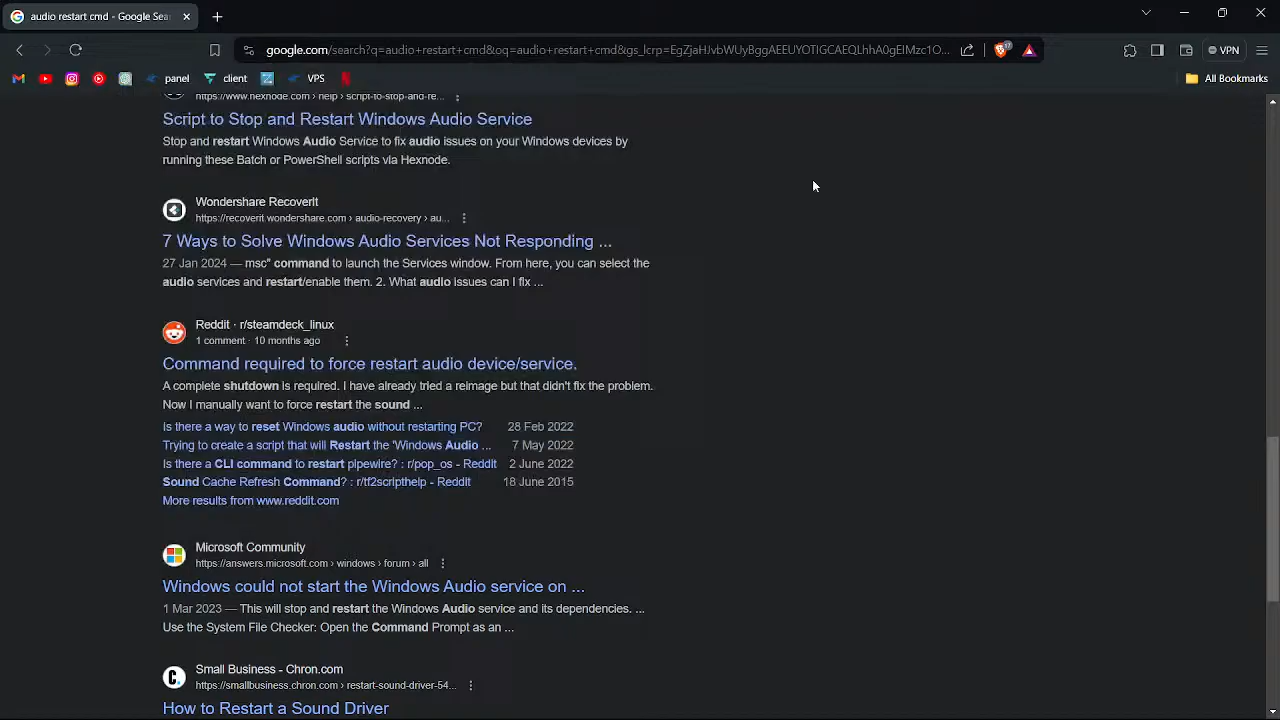 audio restart cmd - Google Sea
google.com/search?q=audio+restart+cmd&oq=audio+restart+cmd&gs_lcrp=EgZjaHJvbWUyBggAEEUYOTIGCAEQLhhA0gEIMzc1O...
VPN
panel
client
VPS
All Bookmarks
https://www.hexnode.com › help › script-to-stop-and-re...
Script to Stop and Restart Windows Audio Service
Stop and restart Windows Audio Service to fix audio issues on your Windows devices by
running these Batch or PowerShell scripts via Hexnode.
Wondershare Recoverit
https://recoverit.wondershare.com › audio-recovery › au...
7 Ways to Solve Windows Audio Services Not Responding ...
27 Jan 2024 — msc" command to launch the Services window. From here, you can select the
audio services and restart/enable them. 2. What audio issues can I fix ...
Reddit · r/steamdeck_linux
1 comment · 10 months ago
Command required to force restart audio device/service.
A complete shutdown is required. I have already tried a reimage but that didn't fix the problem.
Now I manually want to force restart the sound ...
Is there a way to reset Windows audio without restarting PC? 28 Feb 2022
Trying to create a script that will Restart the 'Windows Audio ... 7 May 2022
Is there a CLI command to restart pipewire? : r/pop_os - Reddit 2 June 2022
Sound Cache Refresh Command? : r/tf2scripthelp - Reddit 18 June 2015
More results from www.reddit.com
Microsoft Community
https://answers.microsoft.com › windows › forum › all
Windows could not start the Windows Audio service on ...
1 Mar 2023 — This will stop and restart the Windows Audio service and its dependencies. ...
Use the System File Checker: Open the Command Prompt as an ...
Small Business - Chron.com
https://smallbusiness.chron.com › restart-sound-driver-54...
How to Restart a Sound Driver